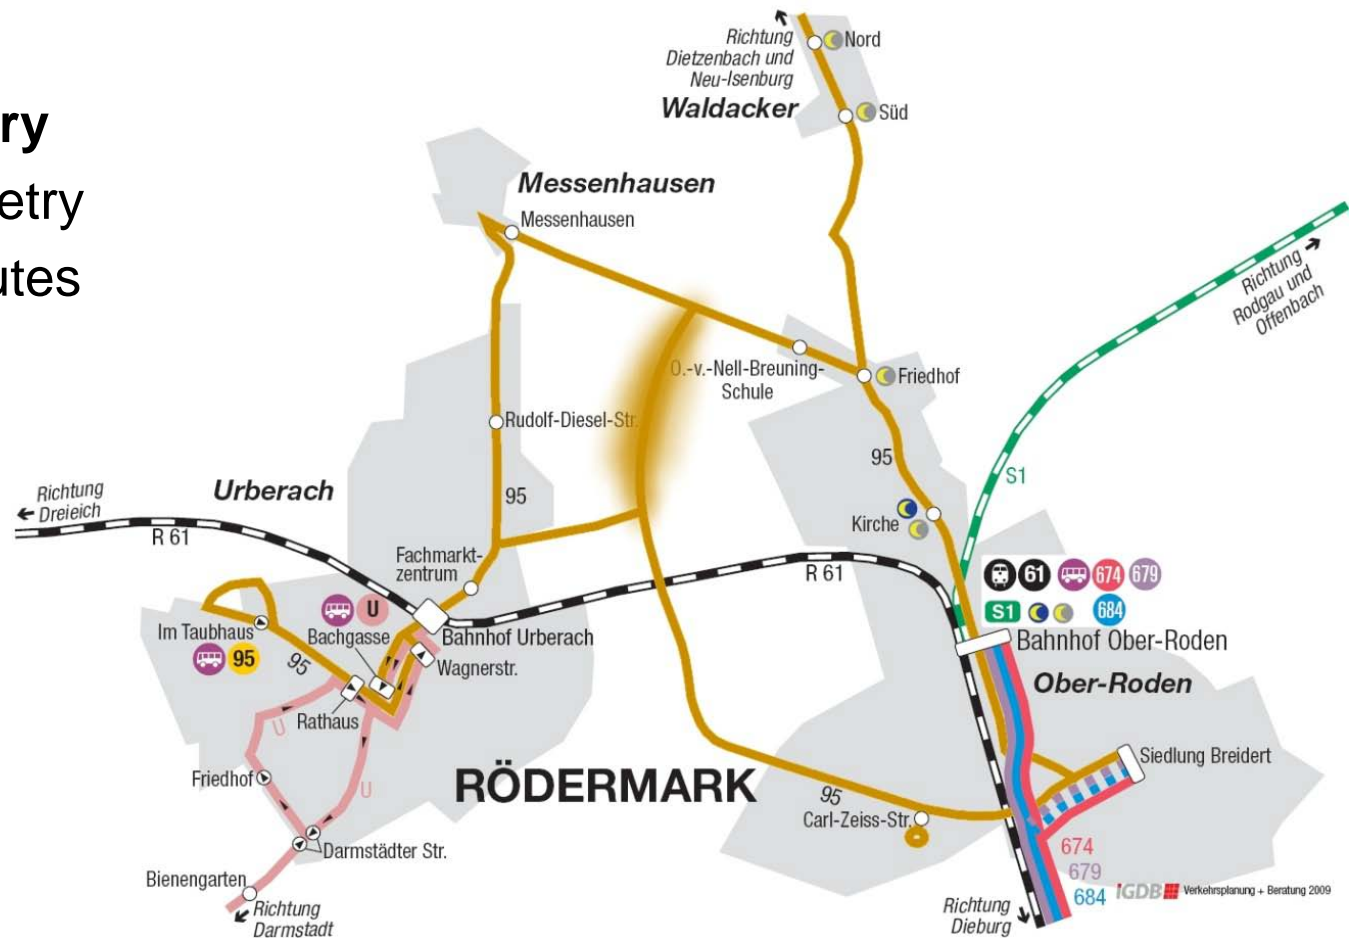 ry
etry
utes
Richtung
Dietzenbach und
Neu-Isenburg
Nord
Waldacker
Süd
Messenhausen
Messenhausen
Richtung
Rodgau und
Offenbach
O.-v.-Nell-Breuning-
Schule
Friedhof
Rudolf-Diesel-Str.
95
S1
Urberach
Richtung
Dreieich
95
Kirche
R 61
Fachmarkt-
zentrum
R 61
61 674 679
S1 684
U
Im Taubhaus
Bachgasse
Bahnhof Urberach
Bahnhof Ober-Roden
95
95
Wagnerstr.
Ober-Roden
Rathaus
U
Siedlung Breidert
Friedhof
RÖDERMARK
U
95
Carl-Zeiss-Str.
Darmstädter Str.
674
679
684
Bienengarten
IGDB Verkehrsplanung + Beratung 2009
Richtung
Darmstadt
Richtung
Dieburg